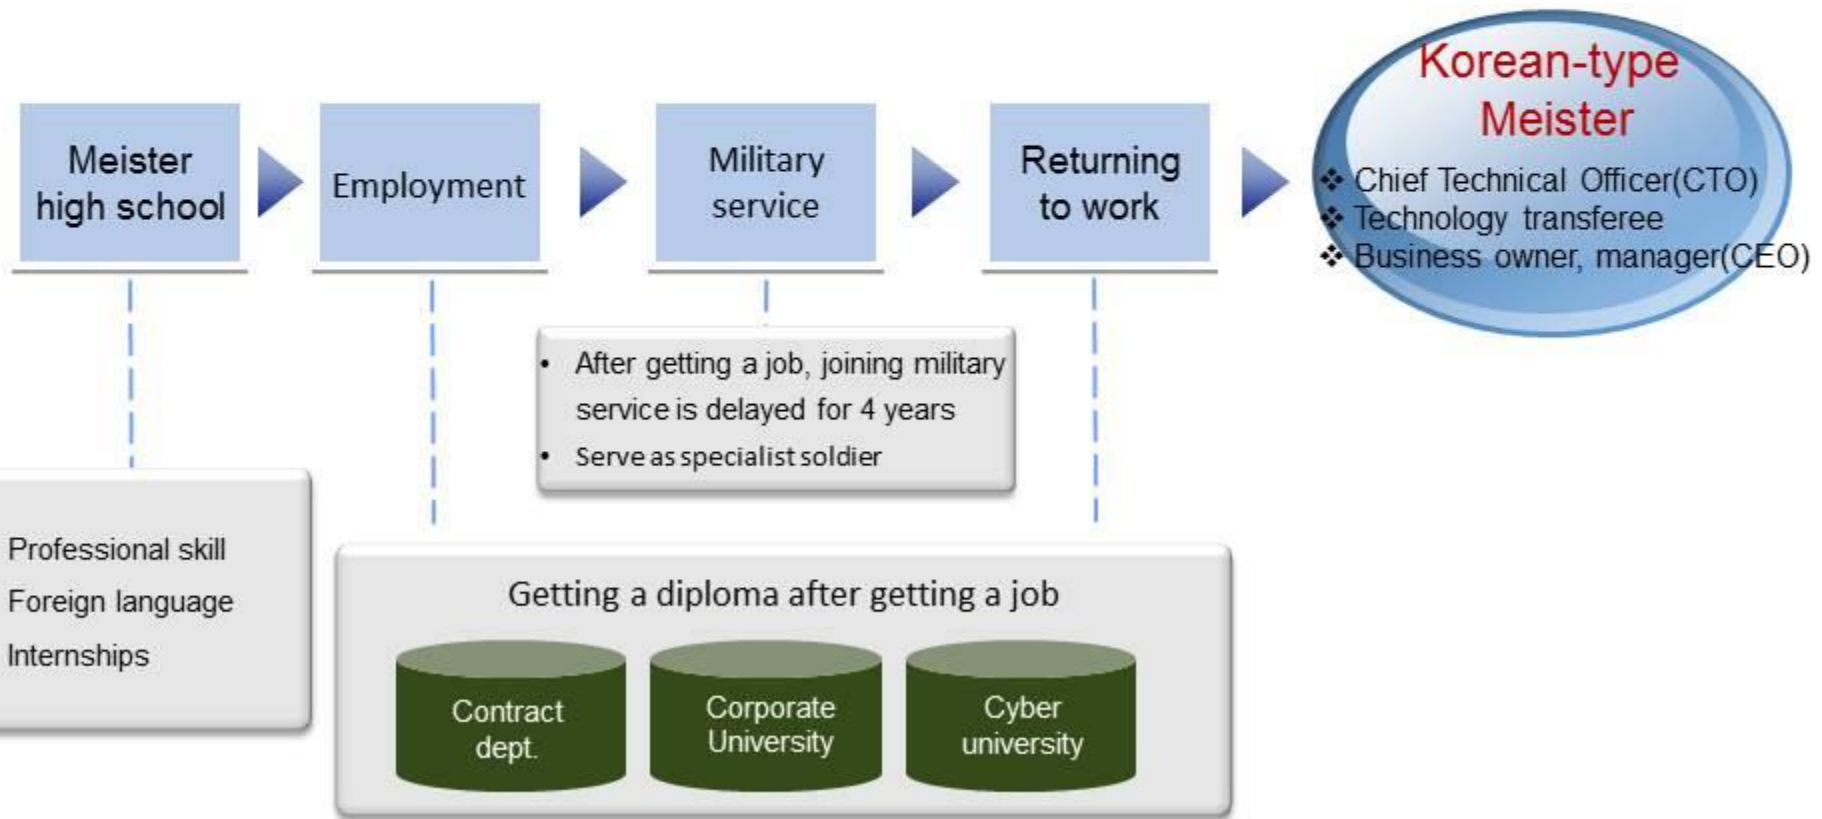 Korean-type
Meister
❖ Chief Technical Officer(CTO)
❖ Technology transferee
❖ Business owner, manager(CEO)
Meister
high school
Employment
Military
service
Returning
to work
• After getting a job, joining military
service is delayed for 4 years
• Serve as specialist soldier
Professional skill
Foreign language
Internships
Getting a diploma after getting a job
Contract
dept.
Corporate
University
Cyber
university